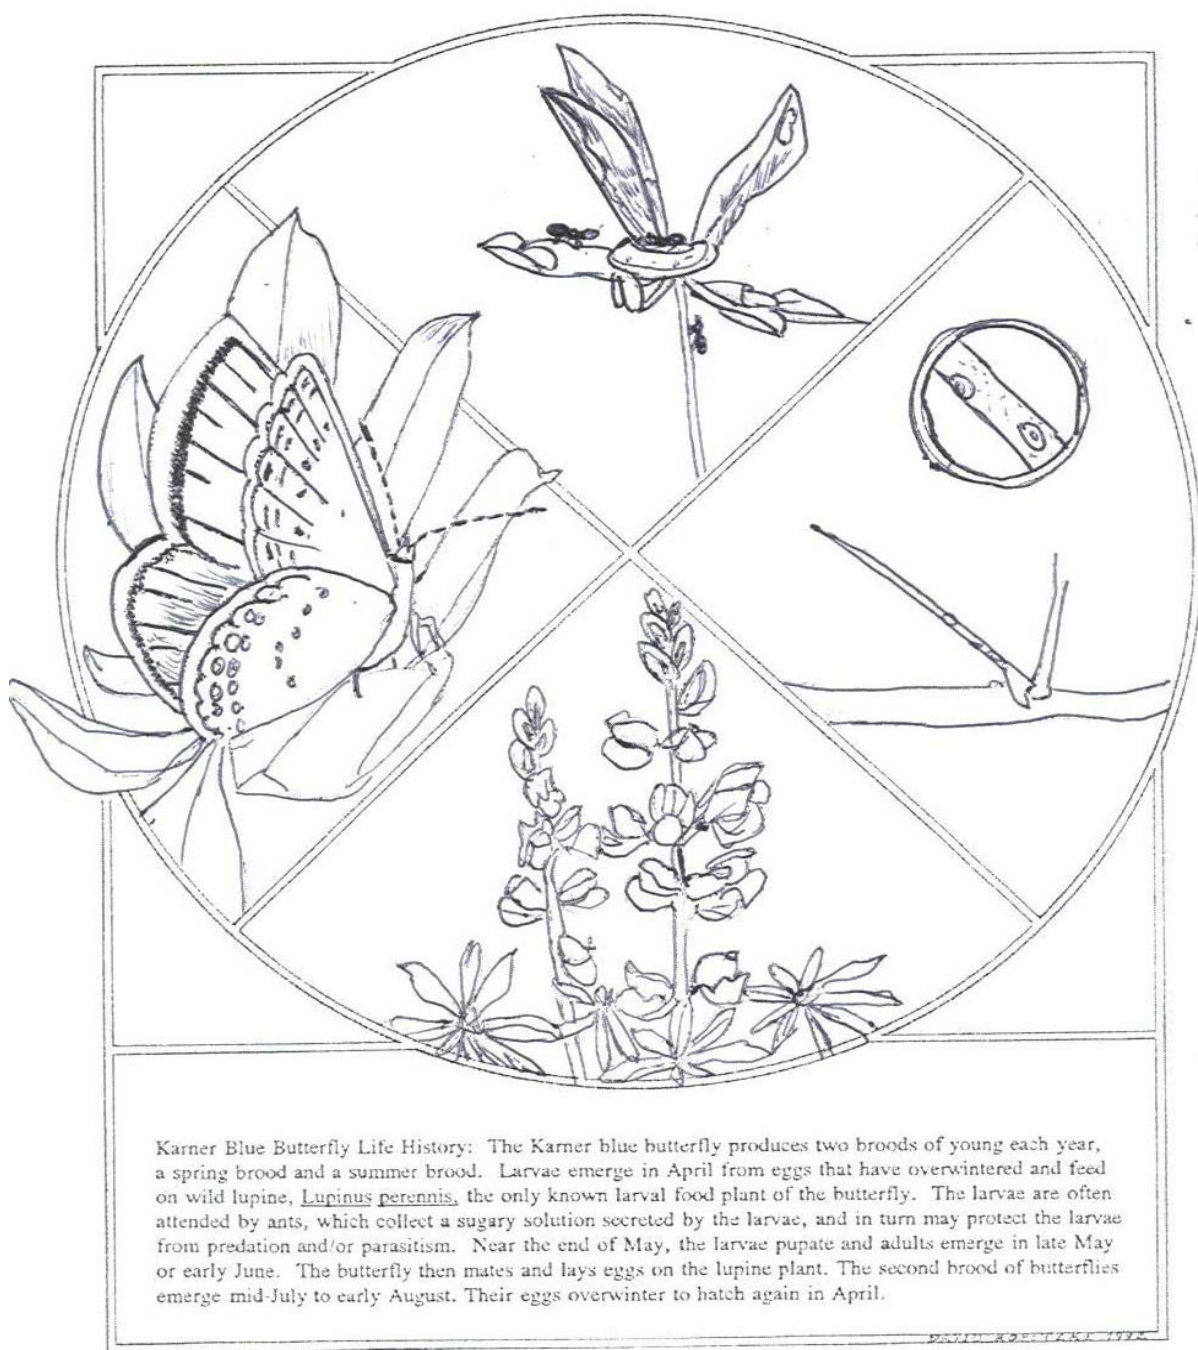 Karner Blue Butterfly Life History: The Karner blue butterfly produces two broods of young each year,
a spring brood and a summer brood. Larvae emerge in April from eggs that have overwintered and feed
on wild lupine, Lupinus perennis, the only known larval food plant of the butterfly. The larvae are often
attended by ants, which collect a sugary solution secreted by the larvae, and in turn may protect the larvae
from predation and/or parasitism. Near the end of May, the larvae pupate and adults emerge in late May
or early June. The butterfly then mates and lays eggs on the lupine plant. The second brood of butterflies
emerge mid-July to early August. Their eggs overwinter to hatch again in April.
DAVID